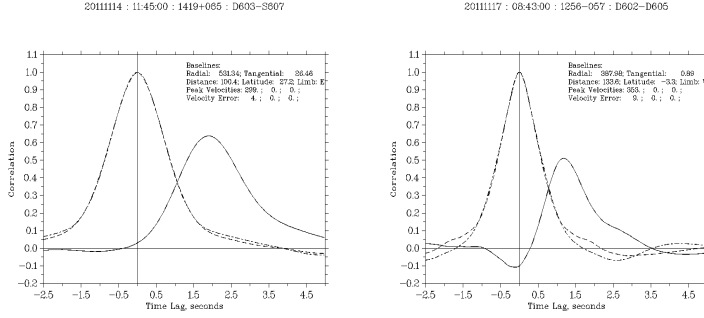 20111114 : 11:45:00 : 1419+065 : D603-S607
Baselines:
Radial: 531.34; Tangential: 26.46
Distance: 100.4; Latitude: 27.2; Limb: E
Peak Velocities: 299. ; 0. ; 0. ;
Velocity Error: 4. ; 0. ; 0. ;
Correlation
1.1
1.0
0.9
0.8
0.7
0.6
0.5
0.4
0.3
0.2
0.1
0.0
−0.1
−0.2
−2.5 −1.5 −0.5 0.5 1.5 2.5 3.5 4.5
Time Lag, seconds
20111117 : 08:43:00 : 1256-057 : D602-D605
Baselines:
Radial: 387.98; Tangential: 0.89
Distance: 133.6; Latitude: −3.3; Limb:
Peak Velocities: 353. ; 0. ; 0. ;
Velocity Error: 9. ; 0. ; 0. ;
Correlation
1.1
1.0
0.9
0.8
0.7
0.6
0.5
0.4
0.3
0.2
0.1
0.0
−0.1
−0.2
−2.5 −1.5 −0.5 0.5 1.5 2.5 3.5 4.5
Time Lag, seconds